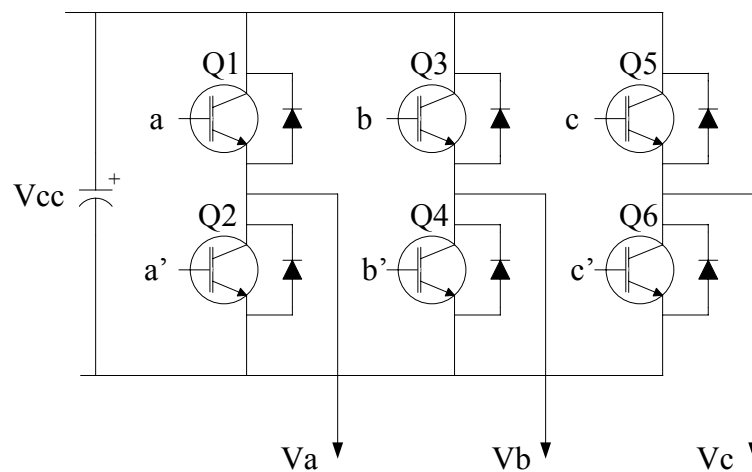 Q1 Q3 Q5
a b c
+
Vcc
Q2 Q4 Q6
a’ b’ c’
Va Vb Vc